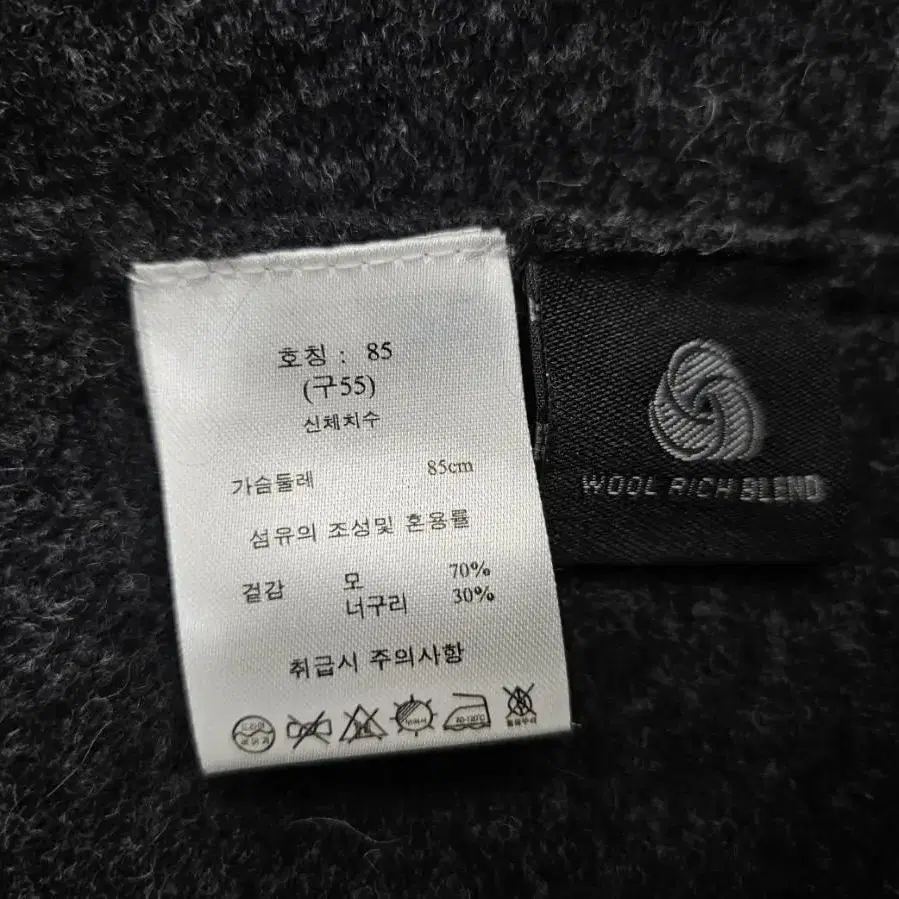 호칭 : 85
(구55)
신체치수
가슴둘레 85cm
섬유의 조성및 혼용률
겉감 모 70%
너구리 30%
취급시 주의사항
WOOL RICH BLEND